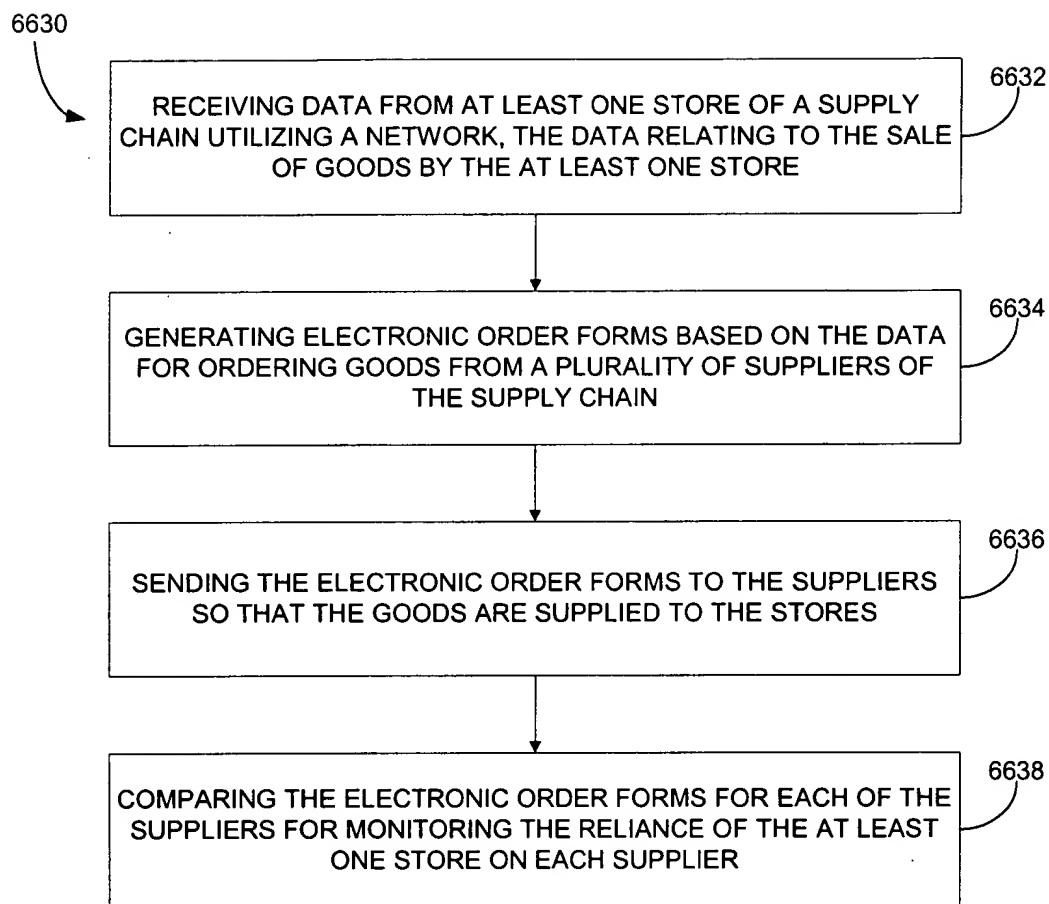 6630
6632
RECEIVING DATA FROM AT LEAST ONE STORE OF A SUPPLY
CHAIN UTILIZING A NETWORK, THE DATA RELATING TO THE SALE
OF GOODS BY THE AT LEAST ONE STORE
6634
GENERATING ELECTRONIC ORDER FORMS BASED ON THE DATA
FOR ORDERING GOODS FROM A PLURALITY OF SUPPLIERS OF
THE SUPPLY CHAIN
6636
SENDING THE ELECTRONIC ORDER FORMS TO THE SUPPLIERS
SO THAT THE GOODS ARE SUPPLIED TO THE STORES
6638
COMPARING THE ELECTRONIC ORDER FORMS FOR EACH OF THE
SUPPLIERS FOR MONITORING THE RELIANCE OF THE AT LEAST
ONE STORE ON EACH SUPPLIER